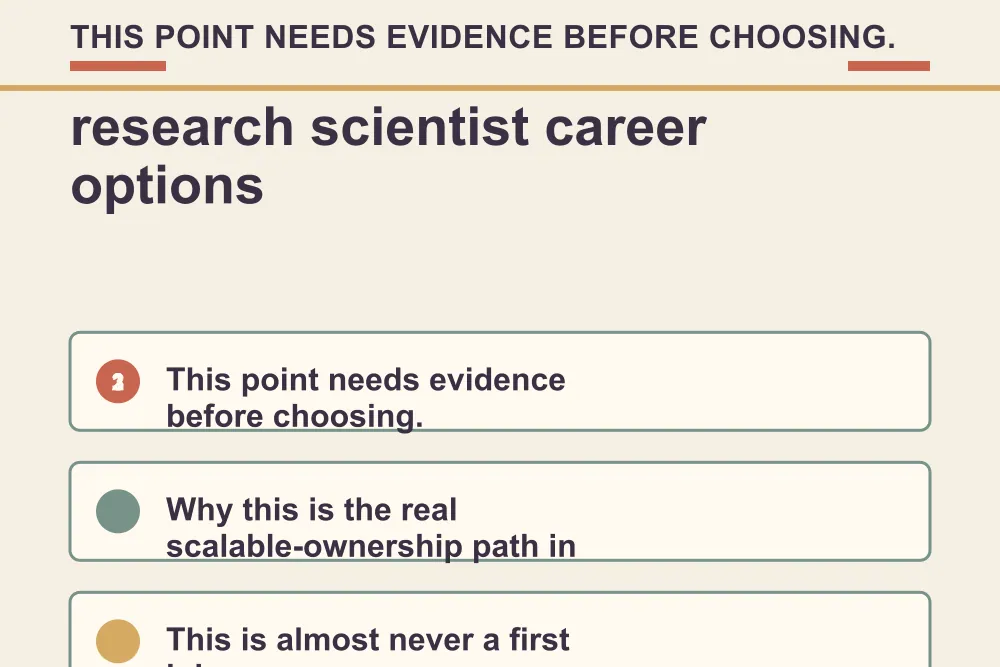 THIS POINT NEEDS EVIDENCE BEFORE CHOOSING.
research scientist career
options
This point needs evidence
before choosing.
Why this is the real
scalable-ownership path in
This is almost never a first